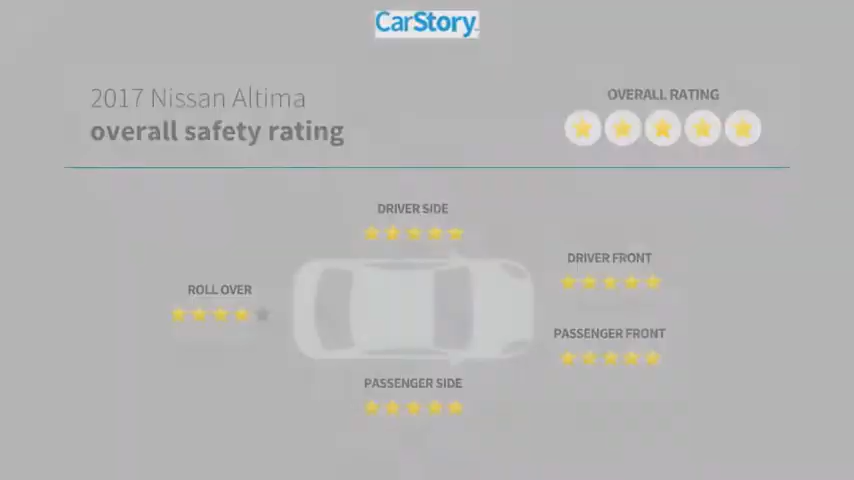 CarStory
2017 Nissan Altima
overall safety rating
OVERALL RATING
DRIVER SIDE
DRIVER FRONT
ROLL OVER
PASSENGER FRONT
PASSENGER SIDE